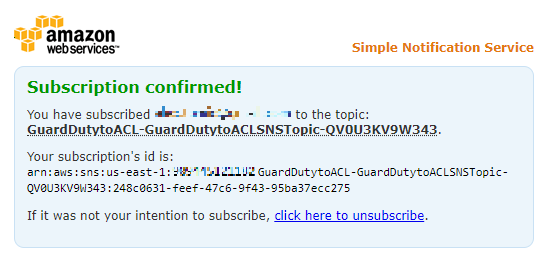 amazon
webservices™
Simple Notification Service
Subscription confirmed!
You have subscribed to the topic:
GuardDutytoACL-GuardDutytoACLSNSTopic-QV0U3KV9W343.
Your subscription's id is:
arn:aws:sns:us-east-1: GuardDutytoACL-GuardDutytoACLSNSTopic-
QV0U3KV9W343:248c0631-feef-47c6-9f43-95ba37ecc275
If it was not your intention to subscribe, click here to unsubscribe.